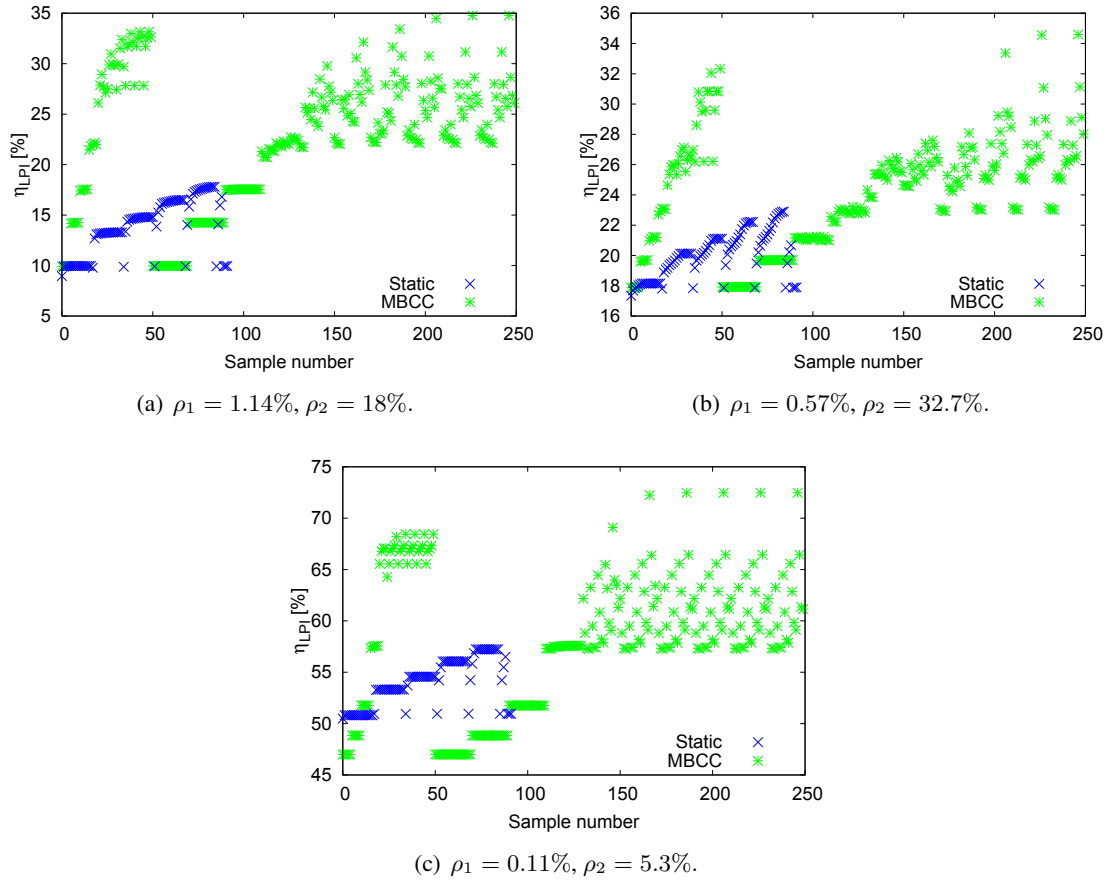 35
30
25
20
15
10
5
η_LPI [%]
0 50 100 150 200 250
Sample number
Static
MBCC
(a) ρ₁ = 1.14%, ρ₂ = 18%.
36
34
32
30
28
26
24
22
20
18
16
η_LPI [%]
0 50 100 150 200 250
Sample number
Static
MBCC
(b) ρ₁ = 0.57%, ρ₂ = 32.7%.
75
70
65
60
55
50
45
η_LPI [%]
0 50 100 150 200 250
Sample number
Static
MBCC
(c) ρ₁ = 0.11%, ρ₂ = 5.3%.